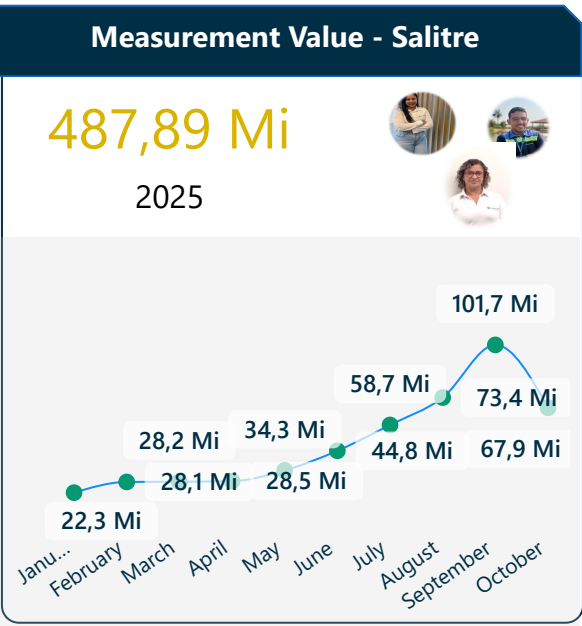 Measurement Value - Salitre
487,89 Mi
2025
101,7 Mi
58,7 Mi
73,4 Mi
28,2 Mi
34,3 Mi
44,8 Mi
67,9 Mi
28,1 Mi
28,5 Mi
22,3 Mi
Janu...
February
March
April
May
June
July
August
September
October